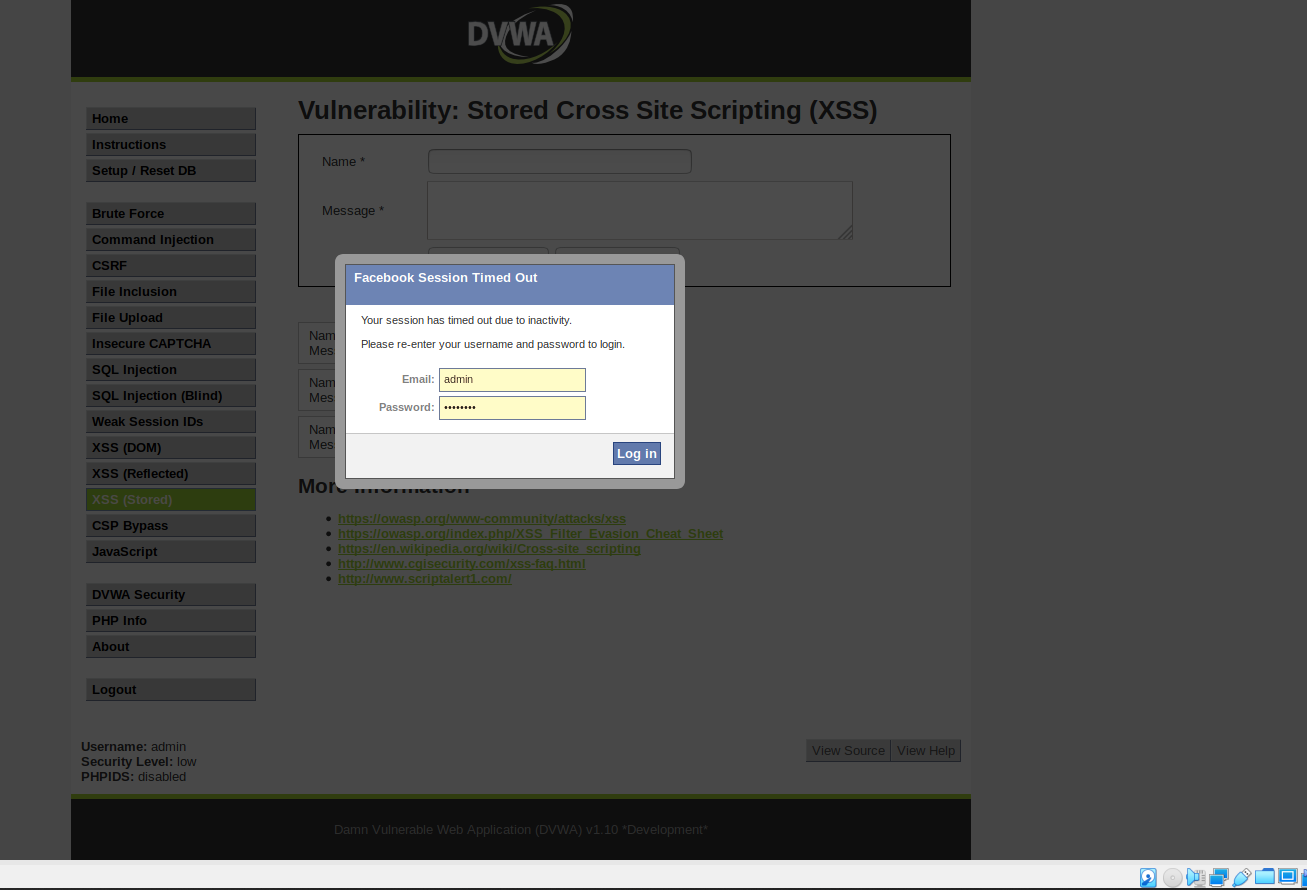 DVWA
Vulnerability: Stored Cross Site Scripting (XSS)
Home
Instructions
Setup / Reset DB
Brute Force
Command Injection
CSRF
File Inclusion
File Upload
Insecure CAPTCHA
SQL Injection
SQL Injection (Blind)
Weak Session IDs
XSS (DOM)
XSS (Reflected)
XSS (Stored)
CSP Bypass
JavaScript
DVWA Security
PHP Info
About
Logout
Name *
Message *
Facebook Session Timed Out
Your session has timed out due to inactivity.
Please re-enter your username and password to login.
Email: admin
Password: ••••••••
Log in
More Information
https://owasp.org/www-community/attacks/xss
https://owasp.org/index.php/XSS_Filter_Evasion_Cheat_Sheet
https://en.wikipedia.org/wiki/Cross-site_scripting
http://www.cgisecurity.com/xss-faq.html
http://www.scriptalert1.com/
Username: admin
Security Level: low
PHPIDS: disabled
View Source
View Help
Damn Vulnerable Web Application (DVWA) v1.10 *Development*